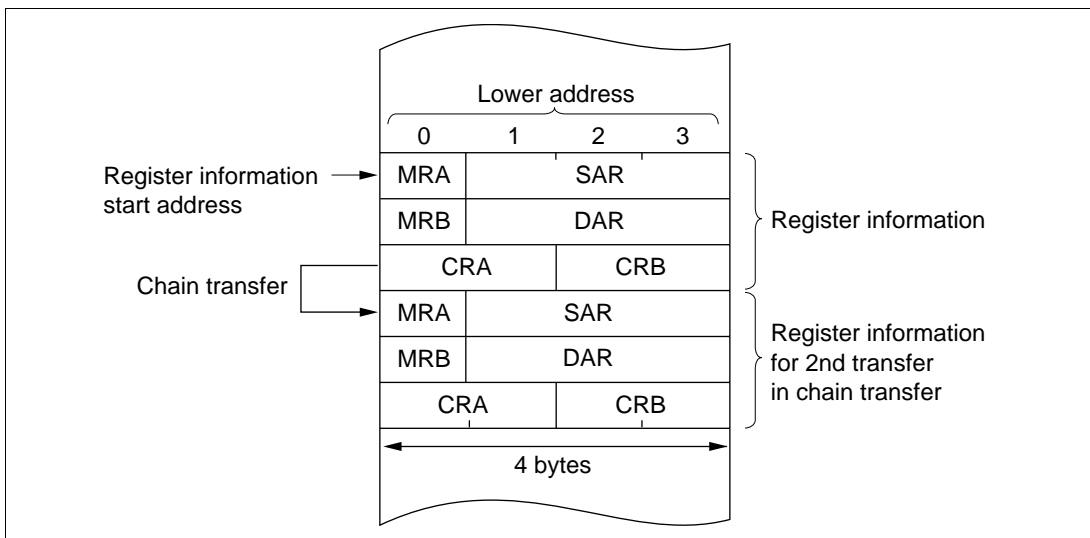 Lower address
0 1 2 3
Register information
start address
MRA SAR
MRB DAR
Register information
CRA CRB
Chain transfer
MRA SAR
MRB DAR
Register information
for 2nd transfer
in chain transfer
CRA CRB
4 bytes